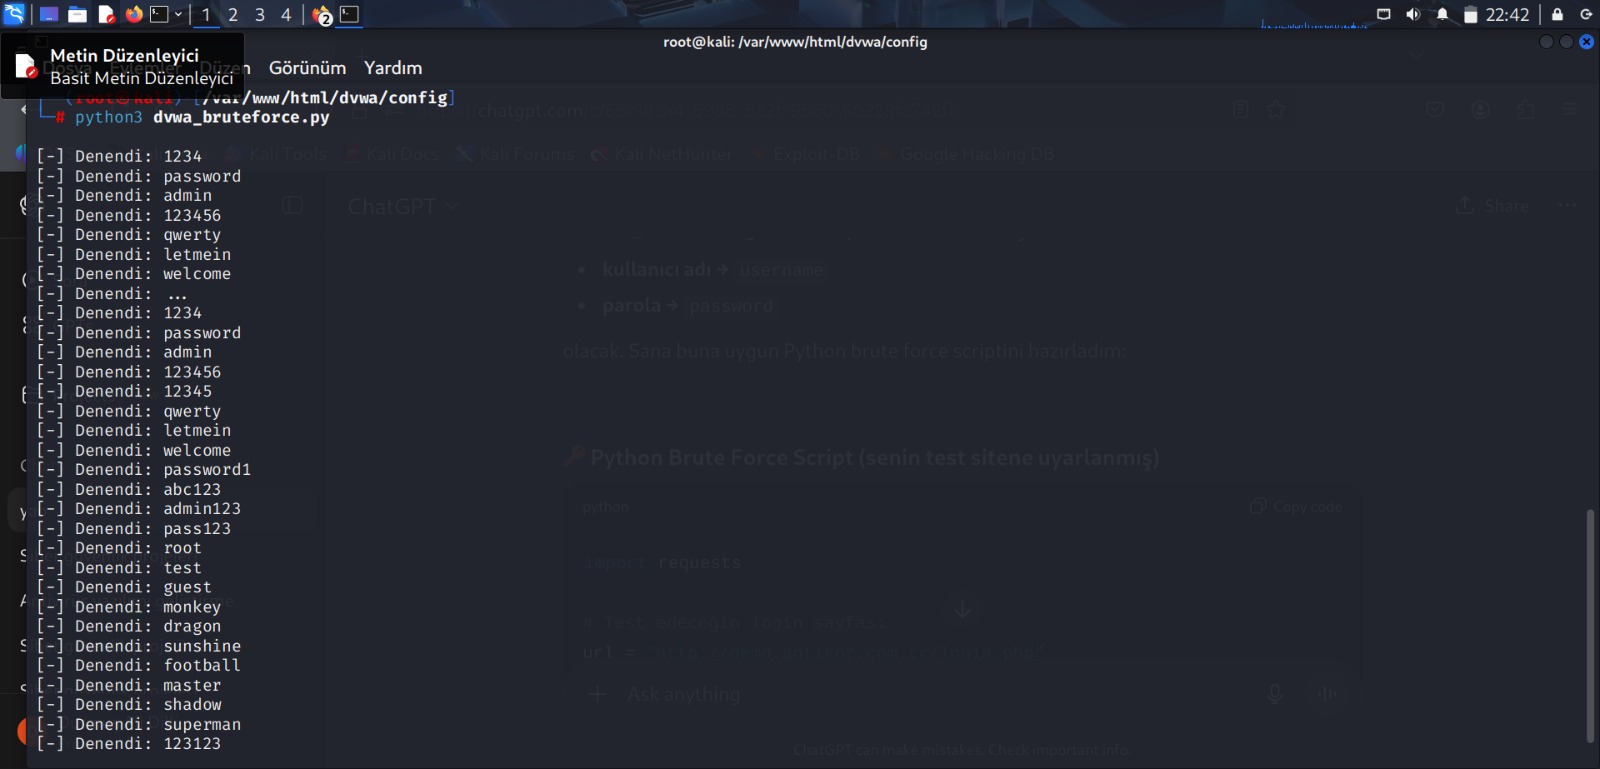 1 2 3 4 2 22:42
root@kali: /var/www/html/dvwa/config
Metin Düzenleyici
Basit Metin Düzenleyici
Dosya Eylemler Düzen Görünüm Yardım
(root@kali) [/var/www/html/dvwa/config]
# python3 dvwa_bruteforce.py
chatgpt.com
Kali Tools Kali Docs Kali Forums Kali NetHunter Exploit-DB Google Hacking DB
[-] Denendi: 1234
[-] Denendi: password
[-] Denendi: admin
[-] Denendi: 123456
[-] Denendi: qwerty
[-] Denendi: letmein
[-] Denendi: welcome
[-] Denendi: ...
[-] Denendi: 1234
[-] Denendi: password
[-] Denendi: admin
[-] Denendi: 123456
[-] Denendi: 12345
[-] Denendi: qwerty
[-] Denendi: letmein
[-] Denendi: welcome
[-] Denendi: password1
[-] Denendi: abc123
[-] Denendi: admin123
[-] Denendi: pass123
[-] Denendi: root
[-] Denendi: test
[-] Denendi: guest
[-] Denendi: monkey
[-] Denendi: dragon
[-] Denendi: sunshine
[-] Denendi: football
[-] Denendi: master
[-] Denendi: shadow
[-] Denendi: superman
[-] Denendi: 123123
ChatGPT
Share
• kullanıcı adı → username
• parola → password
olacak. Sana buna uygun Python brute force scriptini hazırladım:
Python Brute Force Script (senin test sitene uyarlanmış)
python
Copy code
import requests
# Test edeceğin login sayfası
url =
Ask anything
ChatGPT can make mistakes. Check important info.